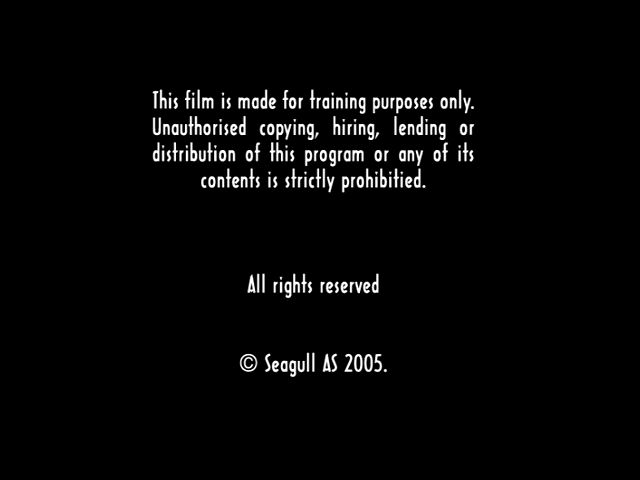 This film is made for training purposes only.
Unauthorised copying, hiring, lending or
distribution of this program or any of its
contents is strictly prohibitied.
All rights reserved
© Seagull AS 2005.